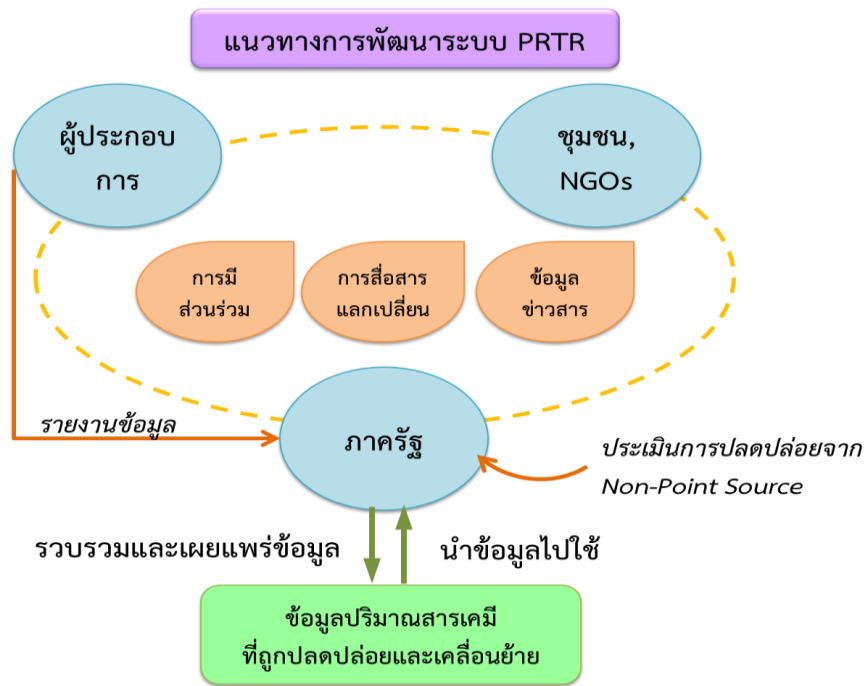 แนวทางการพัฒนาระบบ PRTR
ผู้ประกอบ
การ
ชุมชน,
NGOs
การมี
ส่วนร่วม
การสื่อสาร
แลกเปลี่ยน
ข้อมูล
ข่าวสาร
รายงานข้อมูล
ภาครัฐ
ประเมินการปลดปล่อยจาก
Non-Point Source
รวบรวมและเผยแพร่ข้อมูล
นำข้อมูลไปใช้
ข้อมูลปริมาณสารเคมี
ที่ถูกปลดปล่อยและเคลื่อนย้าย